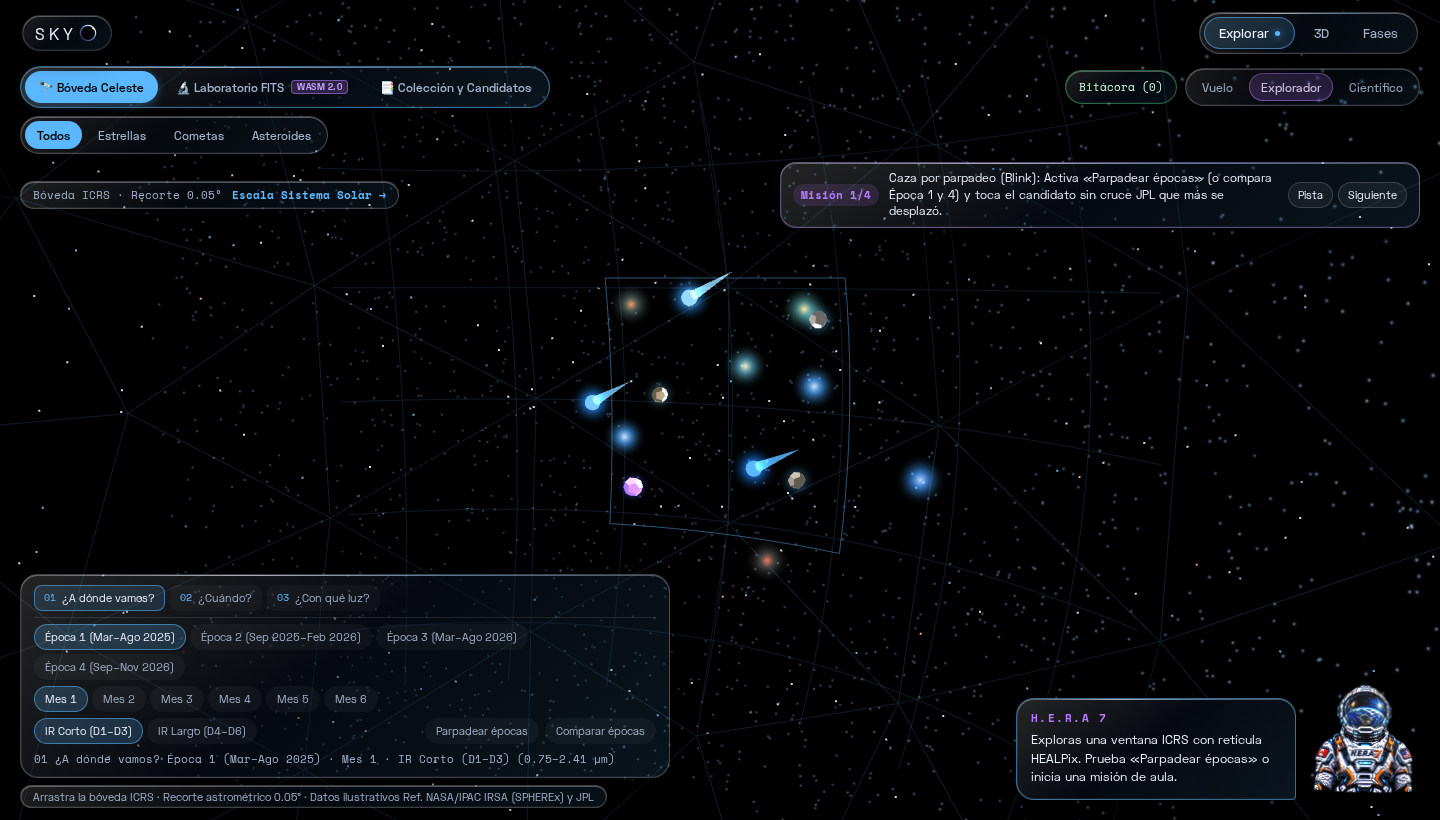 SKY
Explorar
3D
Fases
Bóveda Celeste
Laboratorio FITS
WASM 2.0
Colección y Candidatos
Bitácora (0)
Vuelo
Explorador
Científico
Todos
Estrellas
Cometas
Asteroides
Bóveda ICRS · Recorte 0.05° Escala Sistema Solar →
Misión 1/4
Caza por parpadeo (Blink): Activa «Parpadear épocas» (o compara
Época 1 y 4) y toca el candidato sin cruce JPL que más se
desplazó.
Pista
Siguiente
01 ¿A dónde vamos?
02 ¿Cuándo?
03 ¿Con qué luz?
Época 1 (Mar–Ago 2025)
Época 2 (Sep 2025–Feb 2026)
Época 3 (Mar–Ago 2026)
Época 4 (Sep–Nov 2026)
Mes 1
Mes 2
Mes 3
Mes 4
Mes 5
Mes 6
IR Corto (D1–D3)
IR Largo (D4–D6)
Parpadear épocas
Comparar épocas
01 ¿A dónde vamos? · Época 1 (Mar–Ago 2025) · Mes 1 · IR Corto (D1–D3) (0.75–2.41 µm)
Arrastra la bóveda ICRS · Recorte astrométrico 0.05° · Datos ilustrativos Ref. NASA/IPAC IRSA (SPHEREx) y JPL
H.E.R.A 7
Exploras una ventana ICRS con retícula
HEALPix. Prueba «Parpadear épocas» o
inicia una misión de aula.
HERA